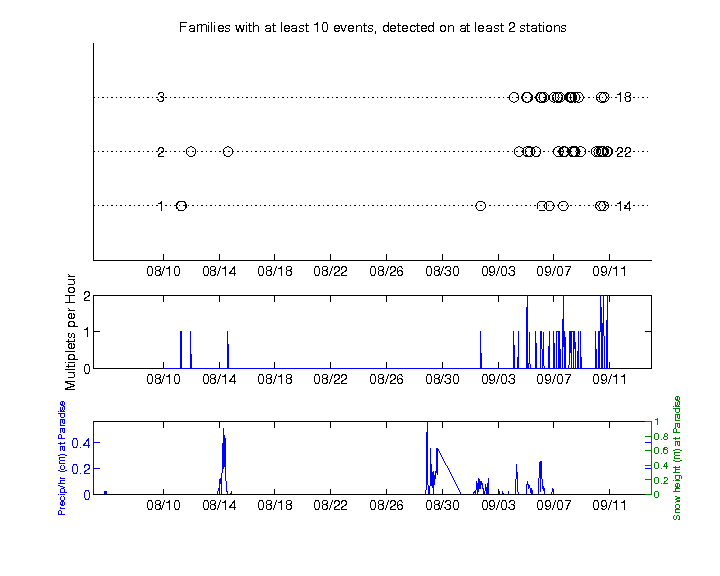 Families with at least 10 events, detected on at least 2 stations
3 18
2 22
1 14
08/10 08/14 08/18 08/22 08/26 08/30 09/03 09/07 09/11
Multiplets per Hour
2
1
0
08/10 08/14 08/18 08/22 08/26 08/30 09/03 09/07 09/11
Precip/hr (cm) at Paradise
0.4
0.2
0
1
0.8
0.6
0.4
0.2
0
Snow height (m) at Paradise
08/10 08/14 08/18 08/22 08/26 08/30 09/03 09/07 09/11